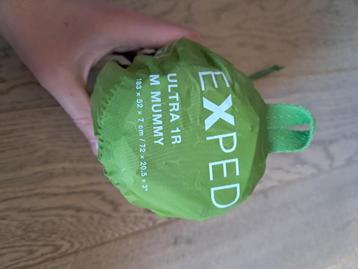 EXPED
ULTRA 1R
M MUMMY
183 x 52 x 7 cm / 72 x 20.5 x 3"